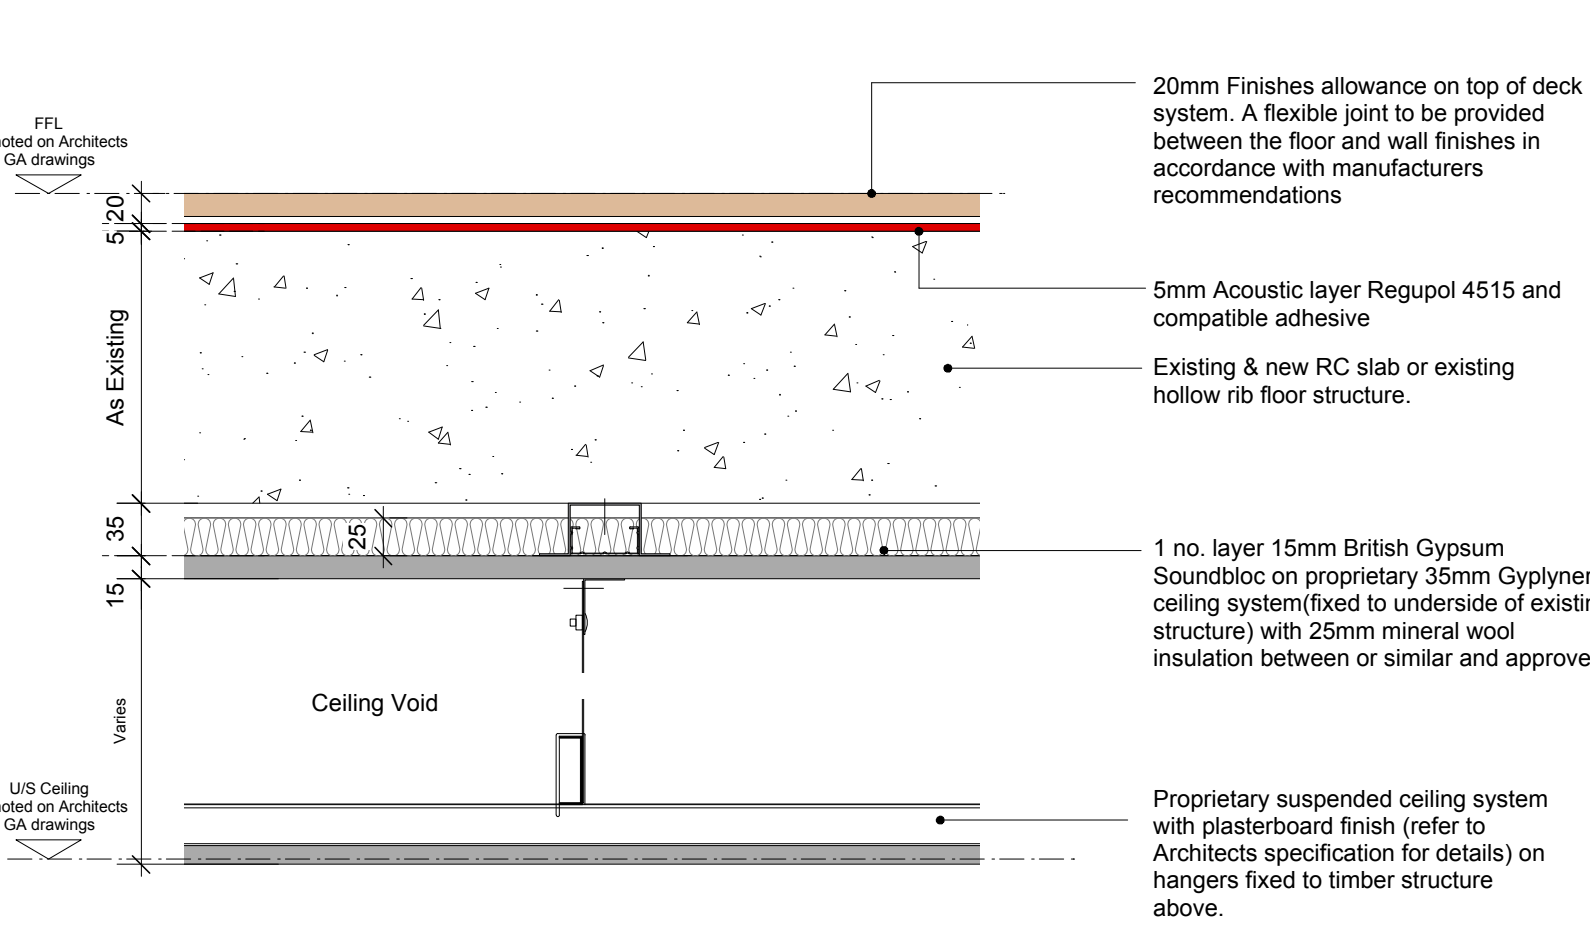 20mm Finishes allowance on top of deck
system. A flexible joint to be provided
between the floor and wall finishes in
accordance with manufacturers
recommendations
FFL
noted on Architects
GA drawings
20
5
5mm Acoustic layer Regupol 4515 and
compatible adhesive
As Existing
Existing & new RC slab or existing
hollow rib floor structure.
35
25
15
1 no. layer 15mm British Gypsum
Soundbloc on proprietary 35mm Gyplyner
ceiling system(fixed to underside of
structure) with 25mm mineral wool
insulation between or similar and
Ceiling Void
Varies
U/S Ceiling
noted on Architects
GA drawings
Proprietary suspended ceiling system
with plasterboard finish (refer to
Architects specification for details) on
hangers fixed to timber structure
above.